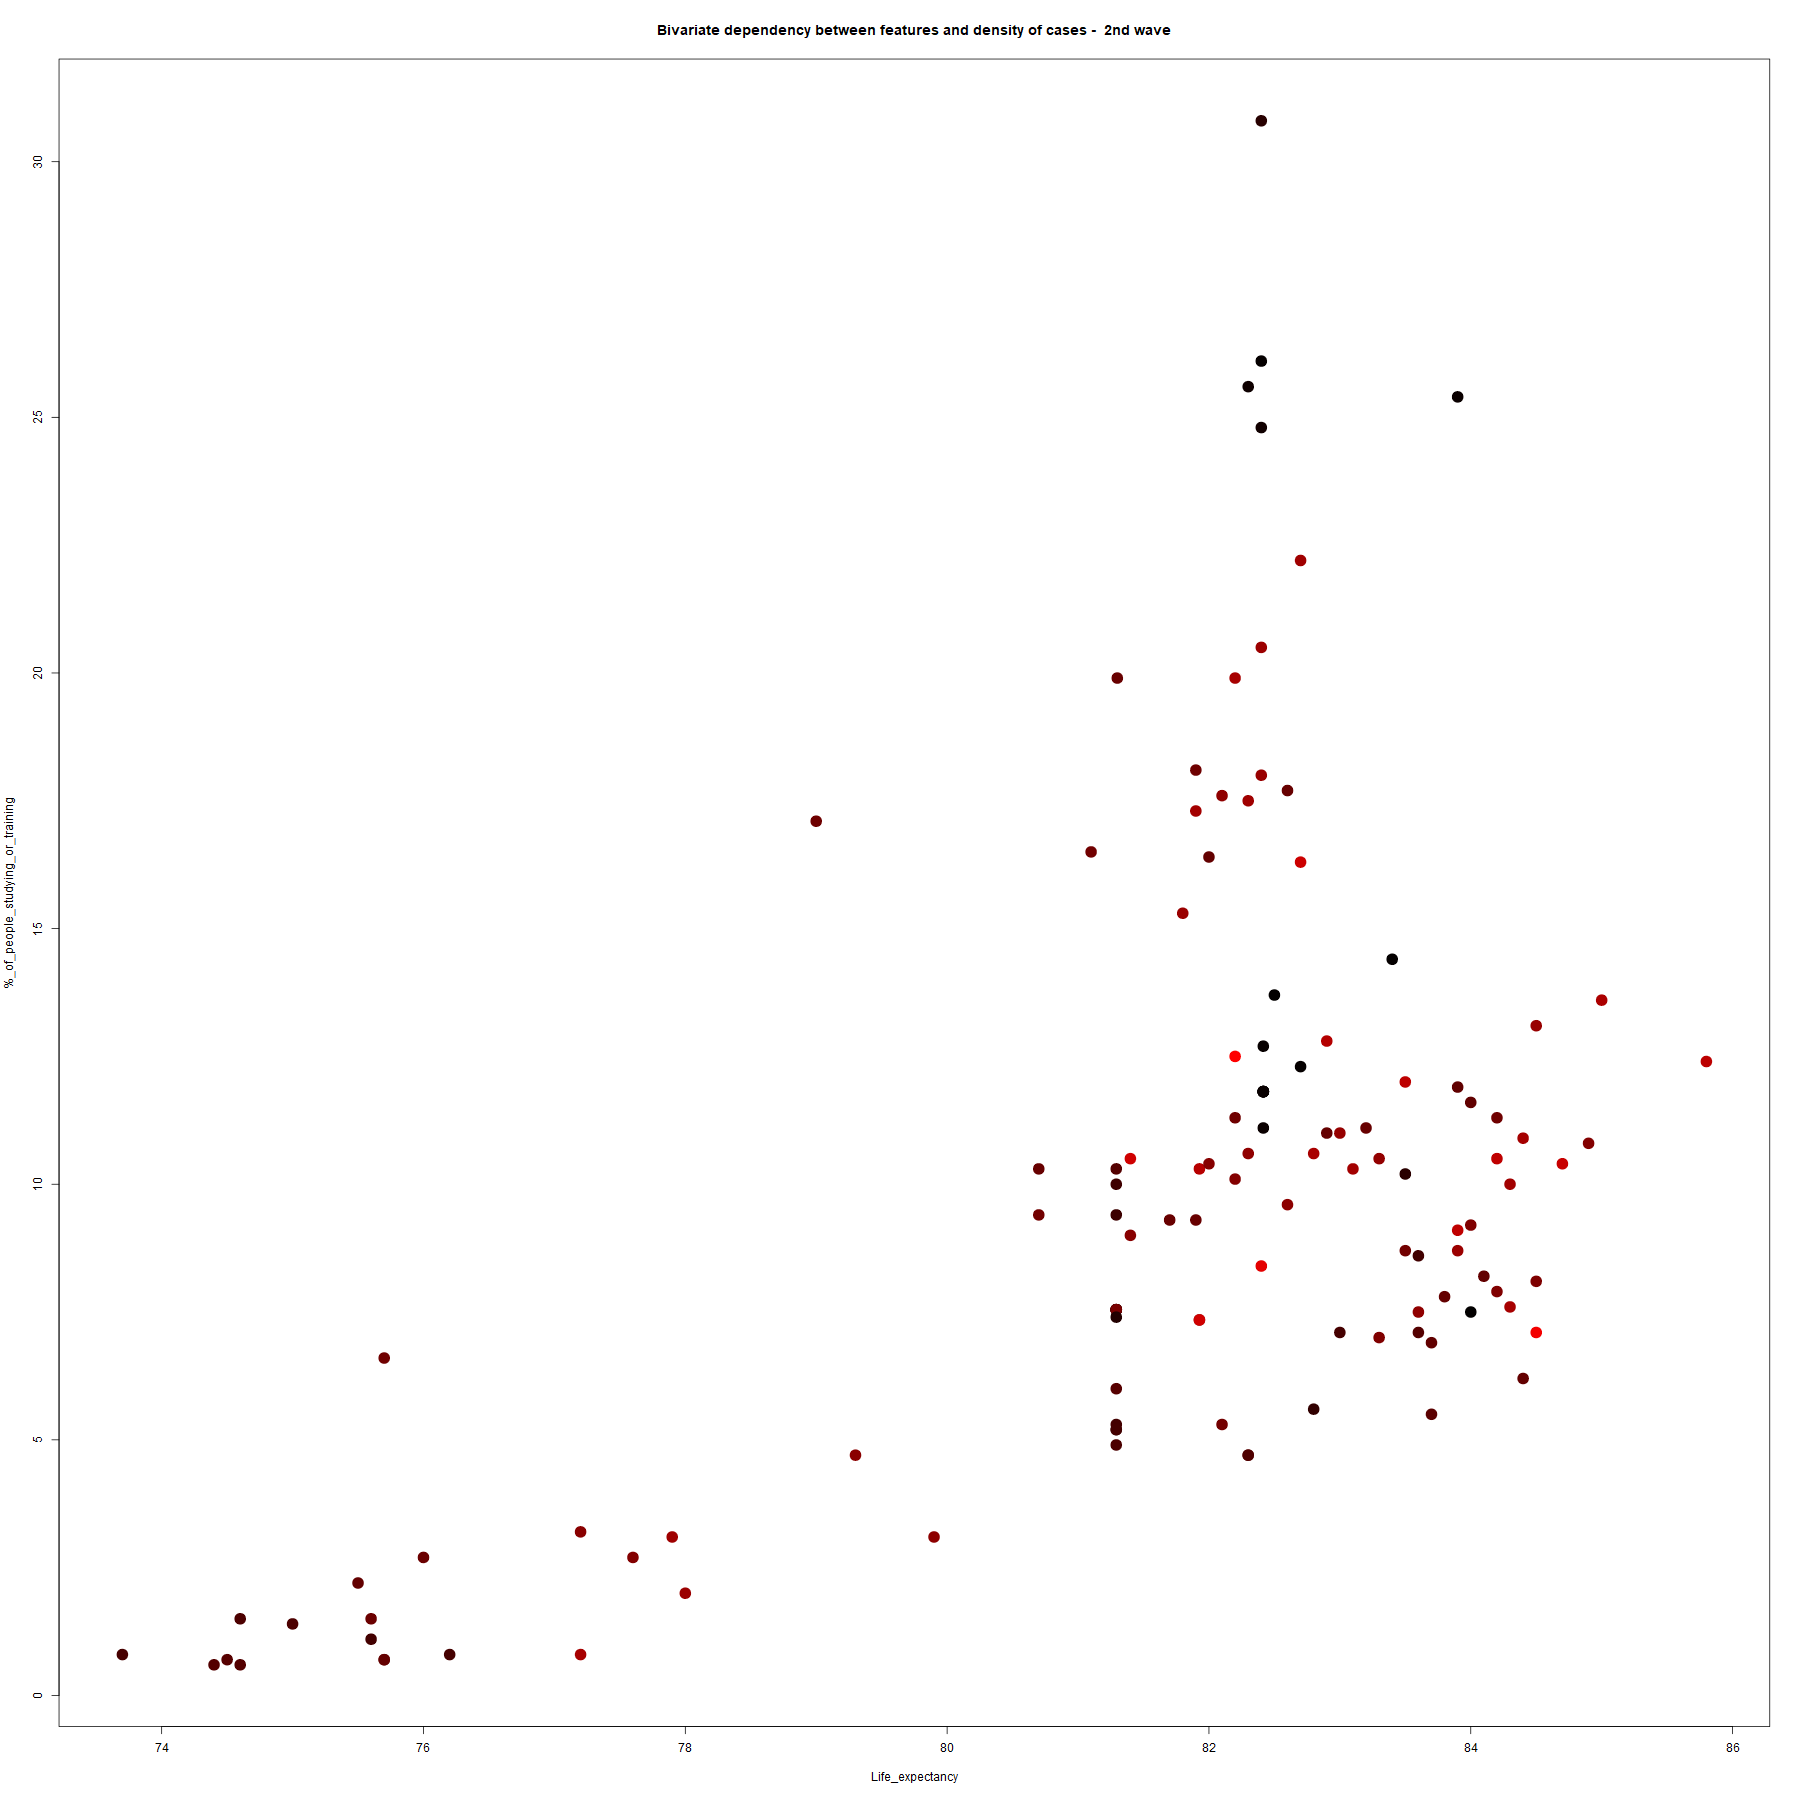 Bivariate dependency between features and density of cases -  2nd wave
%_of_people_studying_or_training
30
25
20
15
10
5
0
74 76 78 80 82 84 86
Life_expectancy